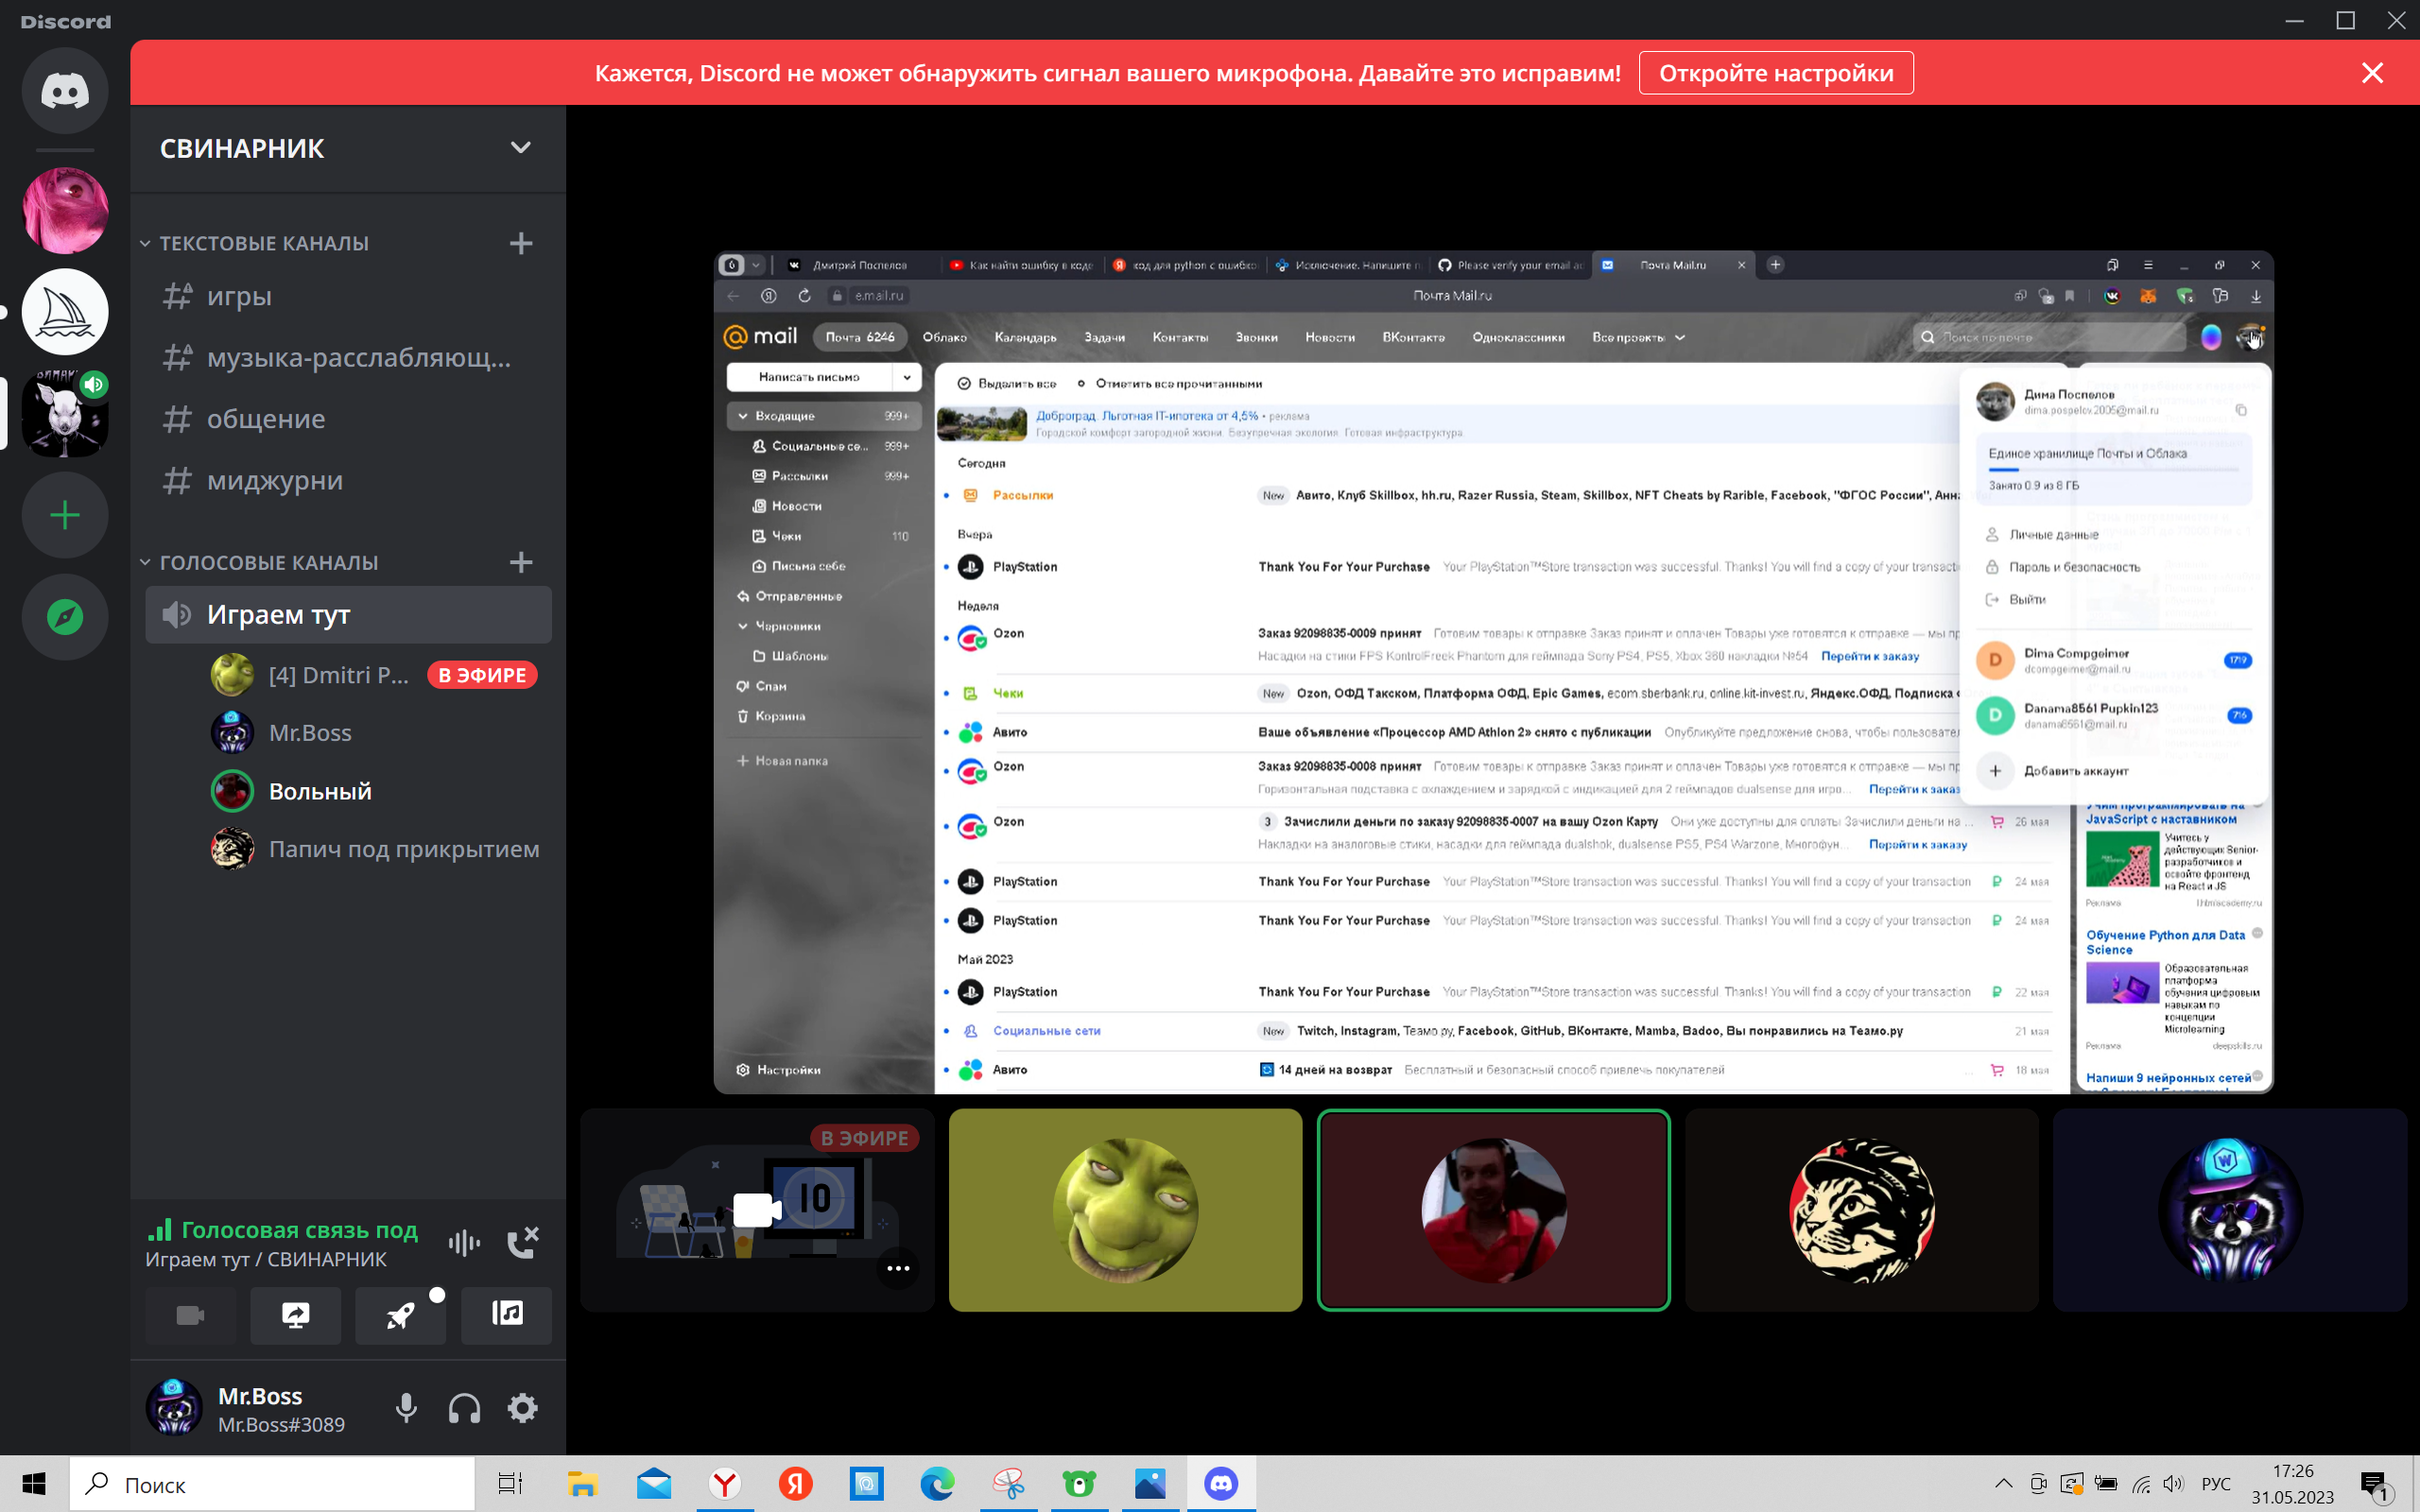 Discord
Кажется, Discord не может обнаружить сигнал вашего микрофона. Давайте это исправим!
Откройте настройки
СВИНАРНИК
ТЕКСТОВЫЕ КАНАЛЫ
игры
музыка-расслабляющ...
общение
миджурни
ГОЛОСОВЫЕ КАНАЛЫ
Играем тут
[4] Dmitri P...
В ЭФИРЕ
Mr.Boss
Вольный
Папич под прикрытием
Голосовая связь под
Играем тут / СВИНАРНИК
Mr.Boss
Mr.Boss#3089
Дмитрий Поспелов
Как найти ошибку в коде
код для python с ошибко
Исключение. Напишите п
Please verify your email ad
Почта Mail.ru
e.mail.ru
Почта Mail.ru
mail
Почта 6246
Облако
Календарь
Задачи
Контакты
Звонки
Новости
ВКонтакте
Одноклассники
Все проекты
Поиск по почте
Написать письмо
Входящие 999+
Социальные се... 999+
Рассылки 999+
Новости
Чеки 110
Письма себе
Отправленные
Черновики
Шаблоны
Спам
Корзина
Новая папка
Настройки
Выделить все
Отметить все прочитанными
Доброград. Льготная IT-ипотека от 4,5% • реклама
Городской комфорт загородной жизни. Безупречная экология. Готовая инфраструктура
Сегодня
Рассылки New Авито, Клуб Skillbox, hh.ru, Razer Russia, Steam, Skillbox, NFT Cheats by Rarible, Facebook, "ФГОС России", Анн
Вчера
PlayStation Thank You For Your Purchase Your PlayStation™Store transaction was successful. Thanks! You will find a copy of your transacti
Неделя
Ozon Заказ 92098835-0009 принят Готовим товары к отправке Заказ принят и оплачен Товары уже готовятся к отправке — мы пр
Насадки на стики FPS KontrolFreek Phantom для геймпада Sony PS4, PS5, Xbox 360 накладки №54 Перейти к заказу
Чеки New Ozon, ОФД Такском, Платформа ОФД, Epic Games, ecom.sberbank.ru, online.kit-invest.ru, Яндекс.ОФД, Подписка
Авито Ваше объявление «Процессор AMD Athlon 2» снято с публикации Опубликуйте предложение снова, чтобы пользовател
Ozon Заказ 92098835-0008 принят Готовим товары к отправке Заказ принят и оплачен Товары уже готовятся к отправке — мы пр
Горизонтальная подставка с охлаждением и зарядкой с индикацией для 2 геймпадов dualsense для игро... Перейти к заказ
Ozon 3 Зачислили деньги по заказу 92098835-0007 на вашу Ozon Карту Они уже доступны для оплаты Зачислили деньги на ... 26 мая
Накладки на аналоговые стики, насадки для геймпада dualshok, dualsense PS5, PS4 Warzone, Многофун... Перейти к заказу
PlayStation Thank You For Your Purchase Your PlayStation™Store transaction was successful. Thanks! You will find a copy of your transaction 24 мая
PlayStation Thank You For Your Purchase Your PlayStation™Store transaction was successful. Thanks! You will find a copy of your transaction 24 мая
Май 2023
PlayStation Thank You For Your Purchase Your PlayStation™Store transaction was successful. Thanks! You will find a copy of your transaction 22 мая
Социальные сети New Twitch, Instagram, Теамо.ру, Facebook, GitHub, ВКонтакте, Mamba, Badoo, Вы понравились на Теамо.ру 21 мая
Авито 14 дней на возврат Бесплатный и безопасный способ привлечь покупателей ... 18 мая
Дима Поспелов
dima.pospelov.2005@mail.ru
Единое хранилище Почты и Облака
Занято 0.9 из 8 ГБ
Личные данные
Пароль и безопасность
Выйти
D
Dima Compgeimer
dcompgeimer@mail.ru
1719
D
Danama8561 Pupkin123
danama8561@mail.ru
716
Добавить аккаунт
Учим программировать на
JavaScript с наставником
Учитесь у
действующих Senior-
разработчиков и
освойте фронтенд
на React и JS
Реклама htmlacademy.ru
Обучение Python для Data
Science
Образовательная
платформа
обучения цифровым
навыкам по
концепции
Microlearning
Реклама deepskills.ru
Напиши 9 нейронных сетей
В ЭФИРЕ
10
W
Поиск
РУС
17:26
31.05.2023
1